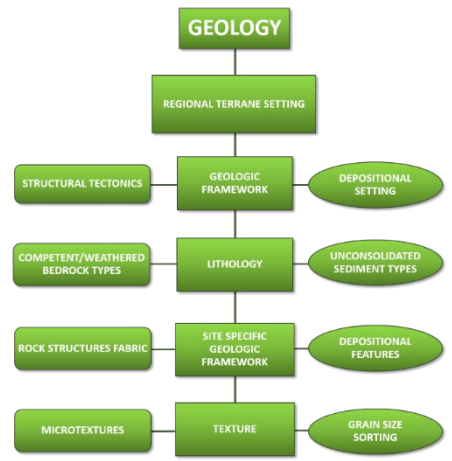 GEOLOGY
REGIONAL TERRANE SETTING
STRUCTURAL TECTONICS
GEOLOGIC
FRAMEWORK
DEPOSITIONAL
SETTING
COMPETENT/WEATHERED
BEDROCK TYPES
LITHOLOGY
UNCONSOLIDATED
SEDIMENT TYPES
ROCK STRUCTURES FABRIC
SITE SPECIFIC
GEOLOGIC
FRAMEWORK
DEPOSITIONAL
FEATURES
MICROTEXTURES
TEXTURE
GRAIN SIZE
SORTING